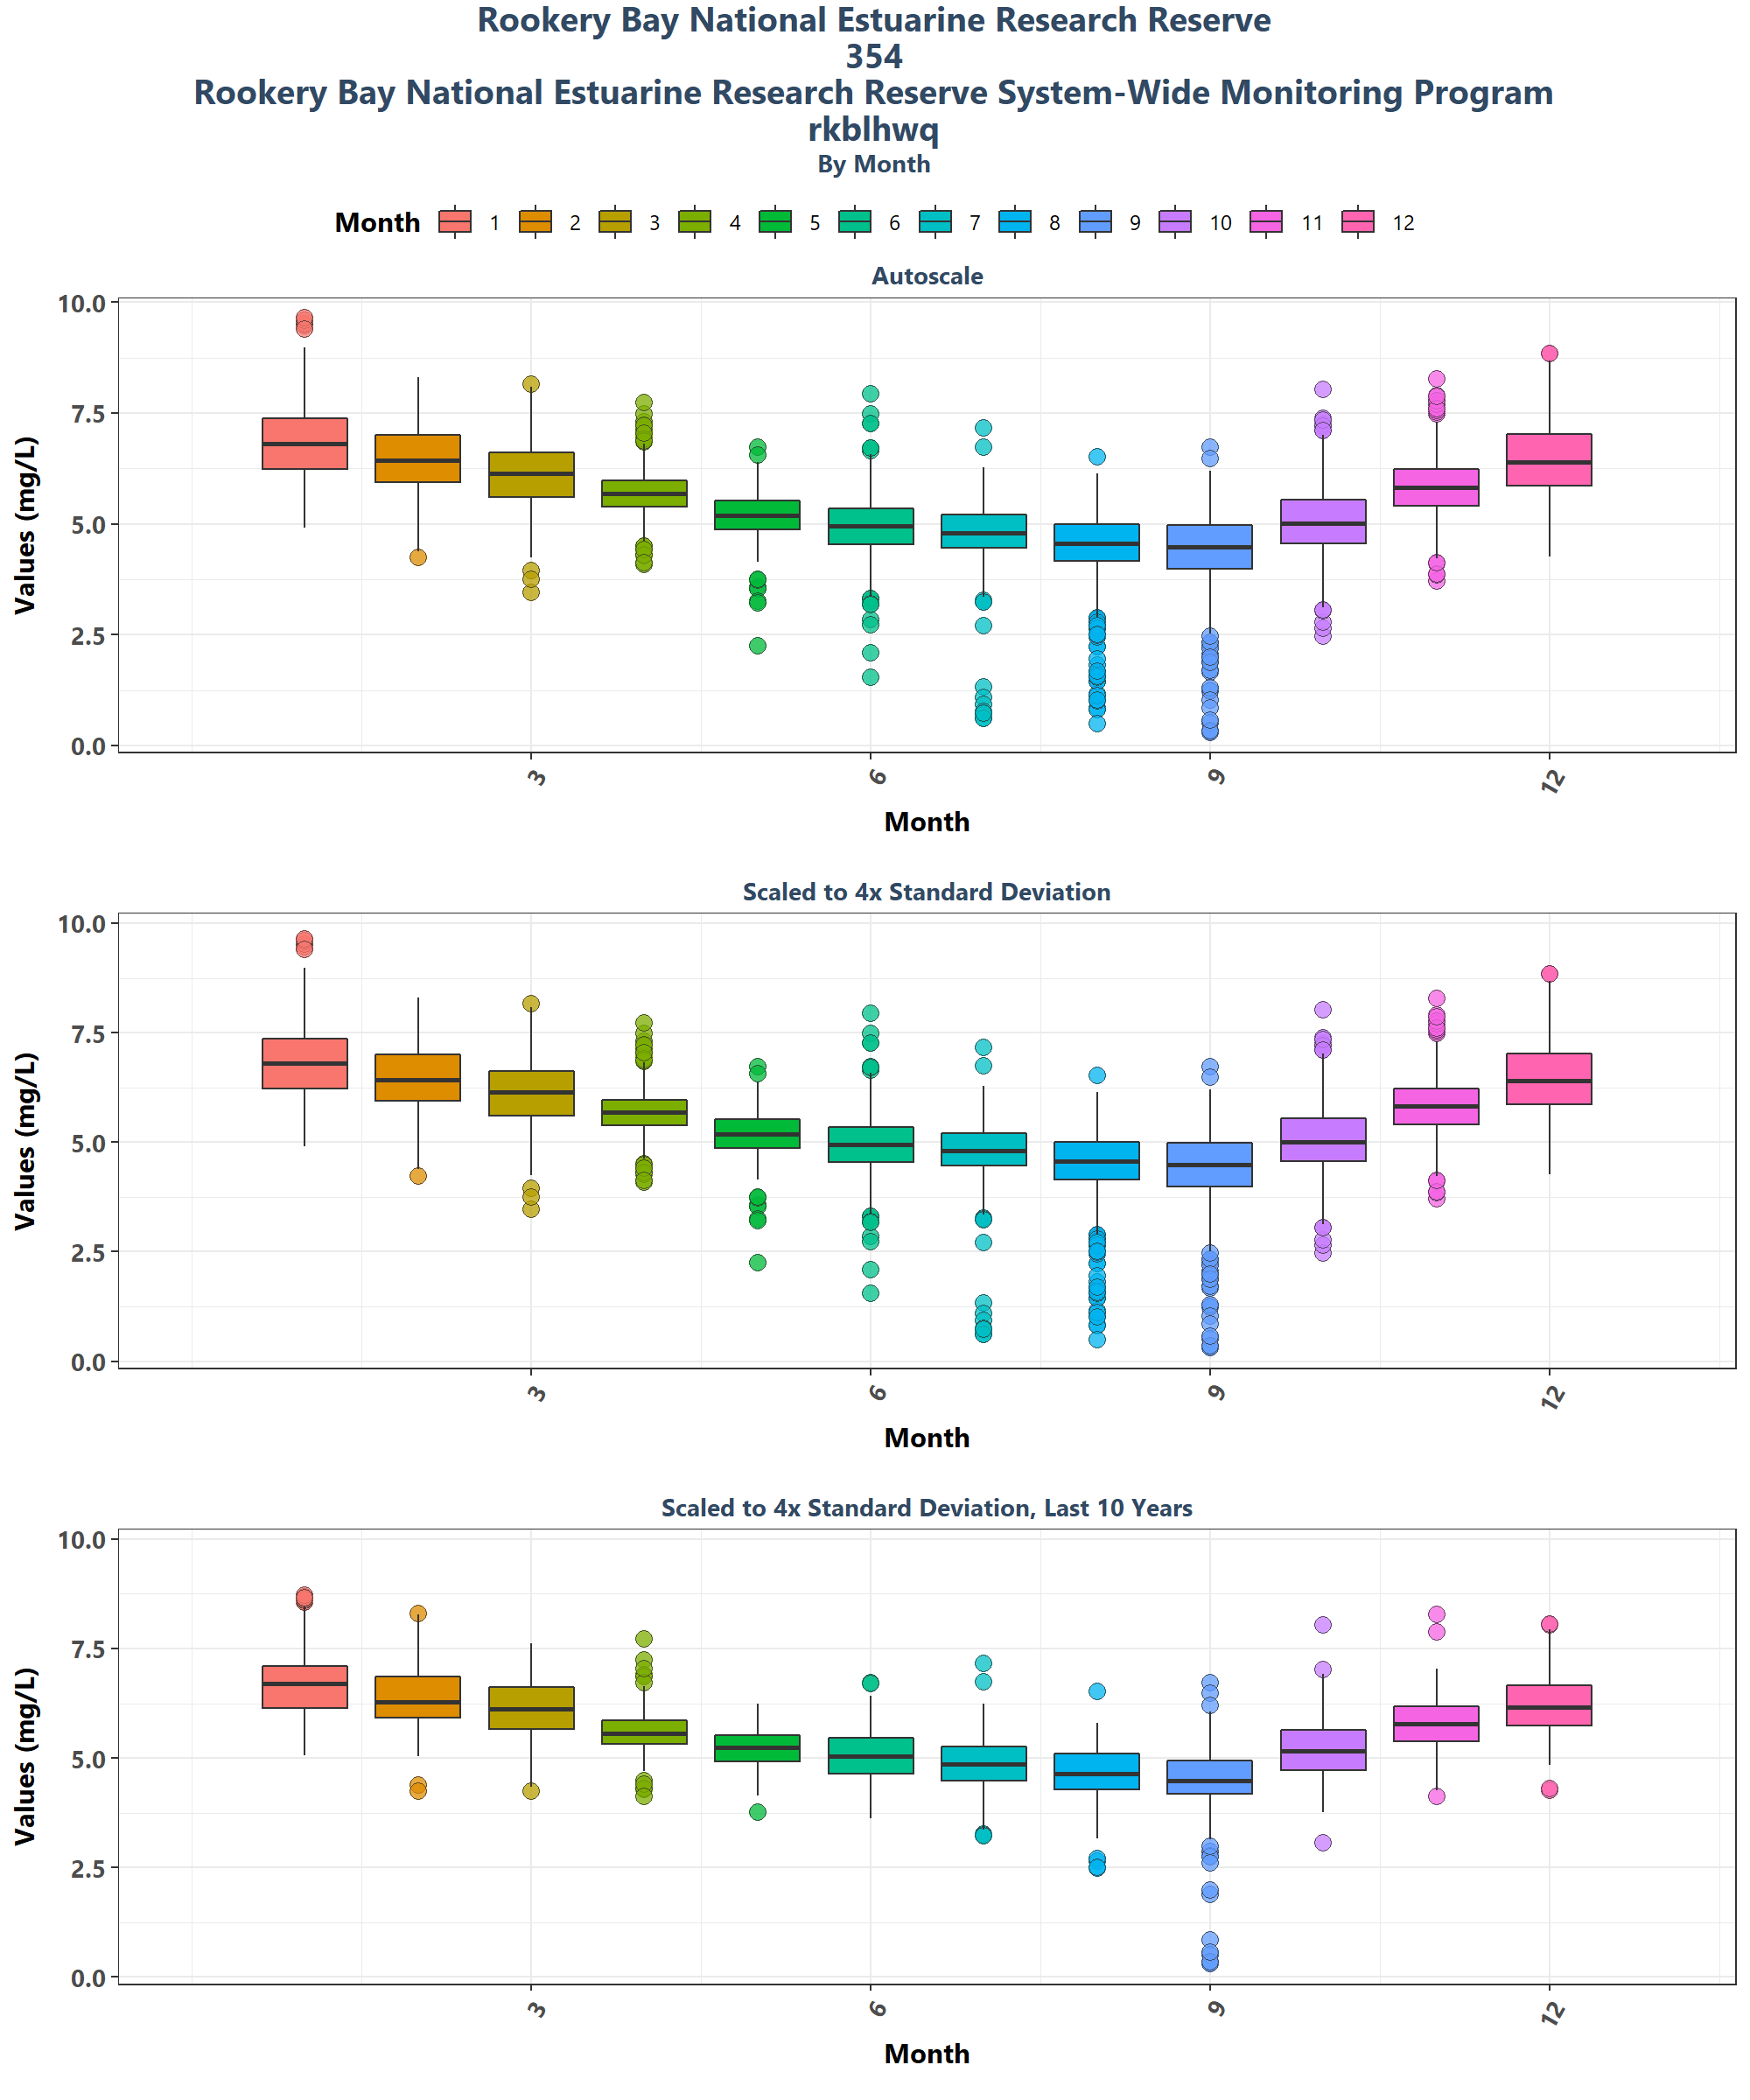 Rookery Bay National Estuarine Research Reserve
354
Rookery Bay National Estuarine Research Reserve System-Wide Monitoring Program
rkblhwq
By Month
Month 1 2 3 4 5 6 7 8 9 10 11 12
Autoscale
Values (mg/L)
10.0
7.5
5.0
2.5
0.0
3 6 9 12
Month
Scaled to 4x Standard Deviation
Values (mg/L)
10.0
7.5
5.0
2.5
0.0
3 6 9 12
Month
Scaled to 4x Standard Deviation, Last 10 Years
Values (mg/L)
10.0
7.5
5.0
2.5
0.0
3 6 9 12
Month